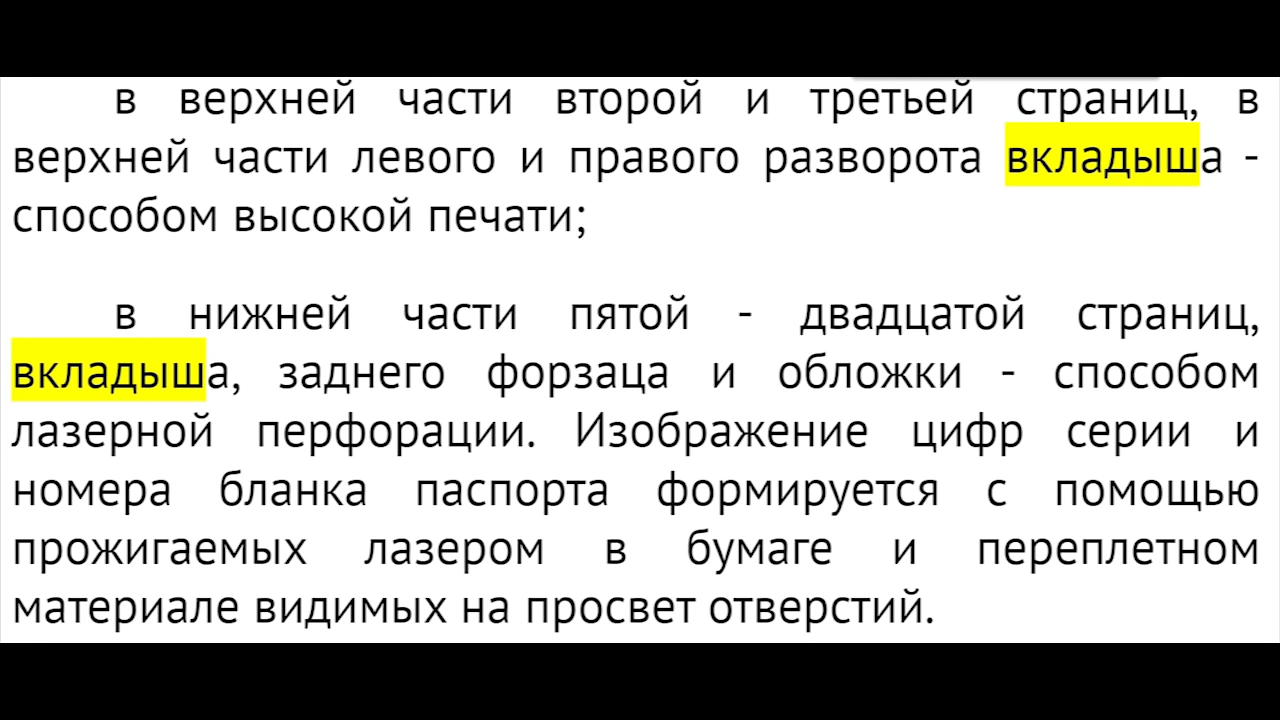 в верхней части второй и третьей страниц, в
верхней части левого и правого разворота вкладыша -
способом высокой печати;
в нижней части пятой - двадцатой страниц,
вкладыша, заднего форзаца и обложки - способом
лазерной перфорации. Изображение цифр серии и
номера бланка паспорта формируется с помощью
прожигаемых лазером в бумаге и переплетном
материале видимых на просвет отверстий.